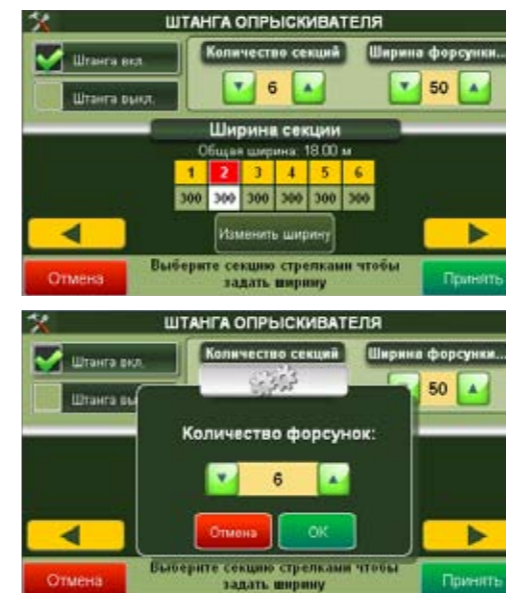 ШТАНГА ОПРЫСКИВАТЕЛЯ
Штанга вкл.
Штанга выкл.
Количество секций
6
Ширина форсунки...
50
Ширина секции
Общая ширина: 18.00 м
1 2 3 4 5 6
300 300 300 300 300 300
Изменить ширину
Отмена
Выберите секцию стрелками чтобы
задать ширину
Принять
ШТАНГА ОПРЫСКИВАТЕЛЯ
Штанга вкл.
Штанга вы
Количество секций
Ширина форсунки...
50
Количество форсунок:
6
Отмена
ОК
Отмена
Выберите секцию стрелками чтобы
задать ширину
Принять